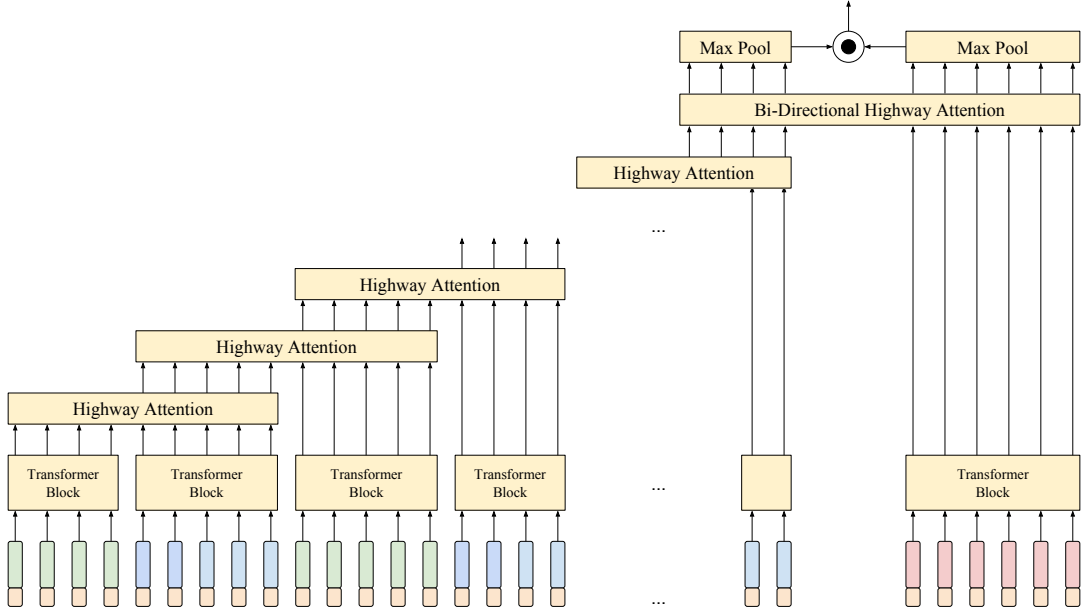 Max Pool
Max Pool
Bi-Directional Highway Attention
Highway Attention
...
Highway Attention
Highway Attention
Highway Attention
Transformer
Block
Transformer
Block
Transformer
Block
Transformer
Block
...
Transformer
Block
...